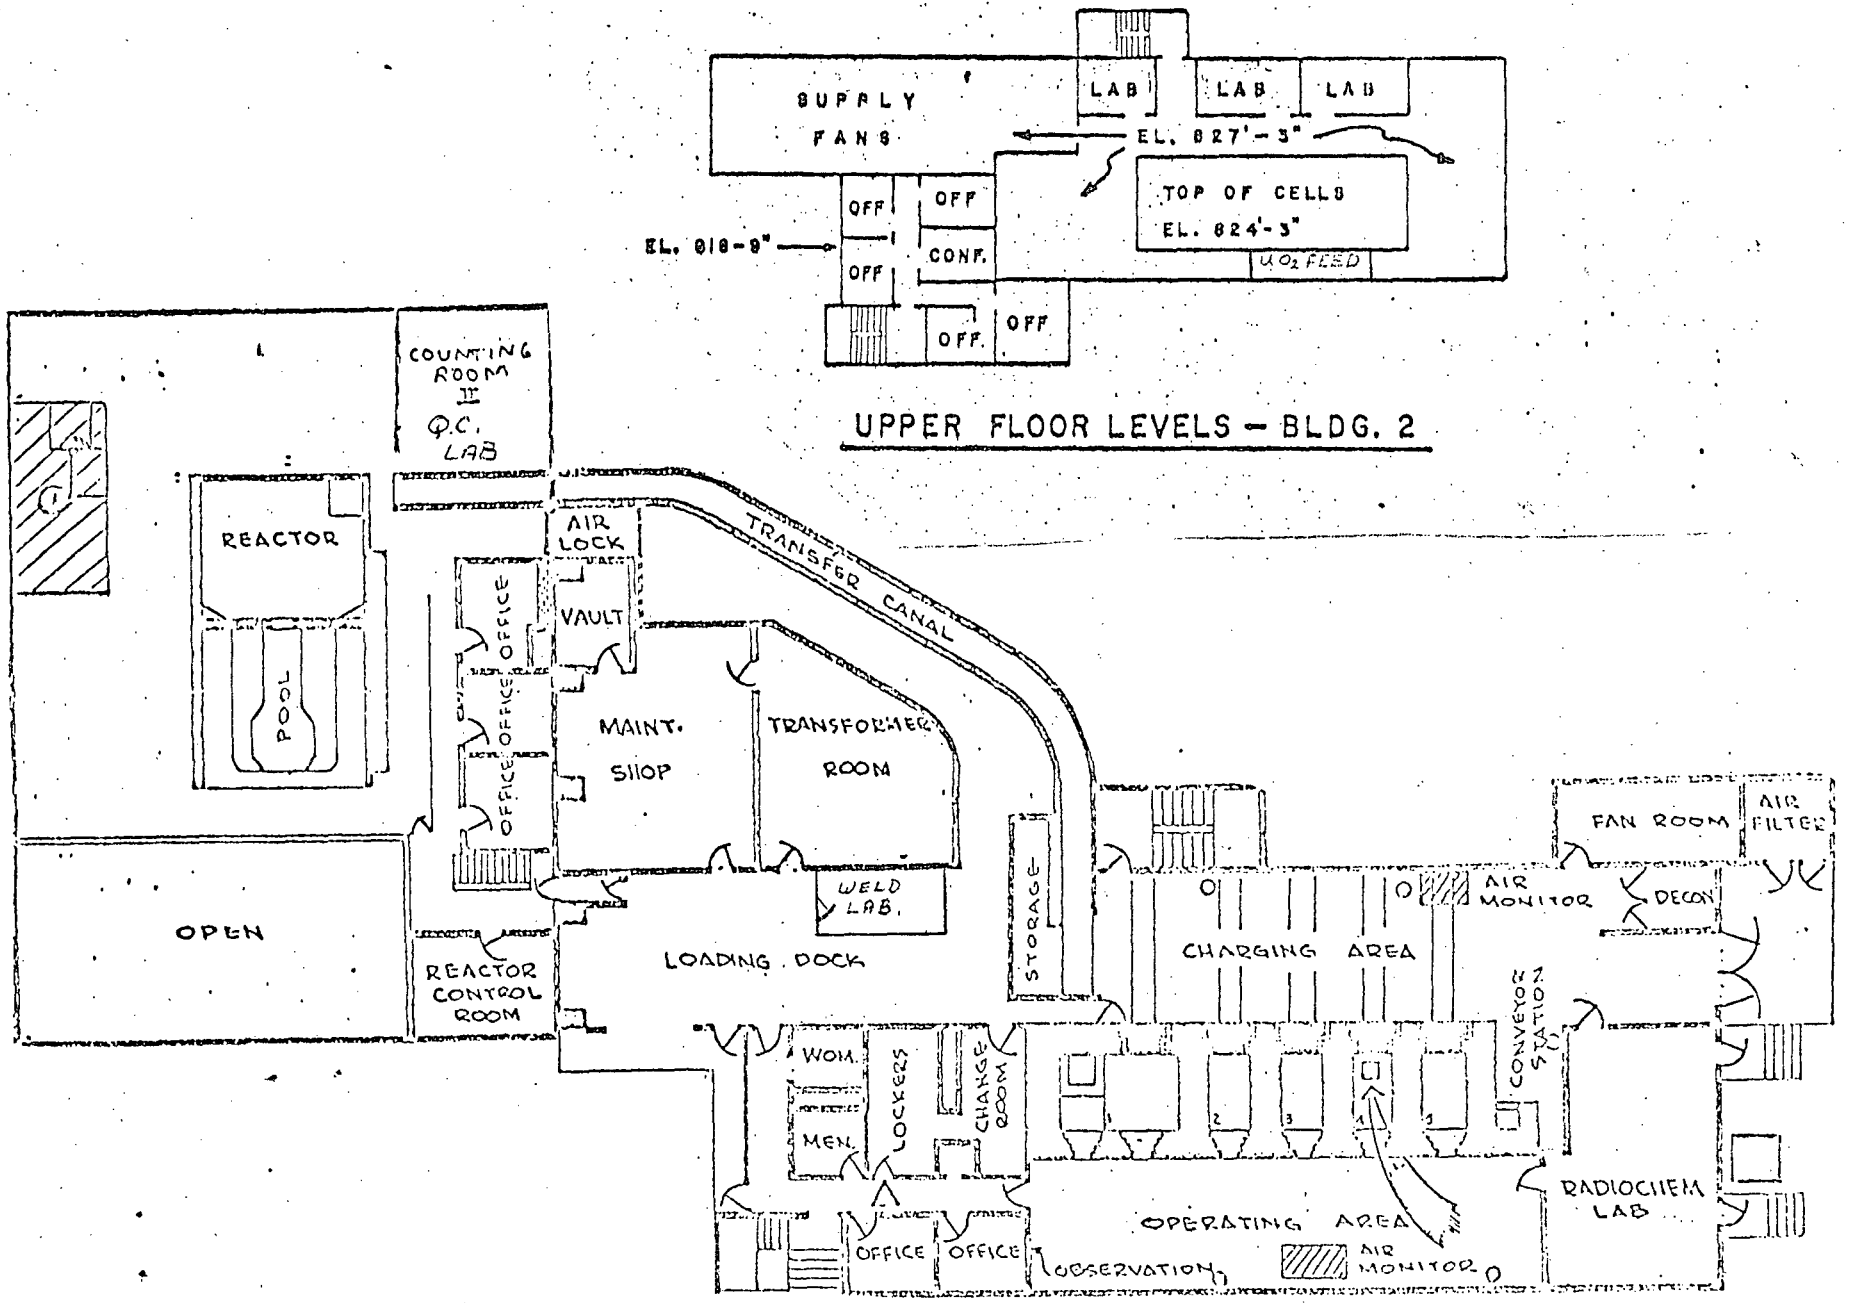 SUPPLY
FANS
LAB
LAB
LAB
EL. 827'-3"
TOP OF CELLS
EL. 824'-3"
UO2 FEED
OFF
OFF
EL. 818-9"
OFF
CONF.
OFF.
OFF
UPPER FLOOR LEVELS - BLDG. 2
COUNTING
ROOM
II
Q.C.
LAB
REACTOR
POOL
AIR
LOCK
VAULT
OFFICE
OFFICE
OFFICE
TRANSFER CANAL
MAINT.
SHOP
TRANSFORMER
ROOM
WELD
LAB.
STORAGE
LOADING DOCK
OPEN
REACTOR
CONTROL
ROOM
FAN ROOM
AIR
FILTER
AIR
MONITOR
DECON
CHARGING AREA
CONVEYOR
STATION
WOM.
MEN.
LOCKERS
CHANGE
ROOM
1
2
3
4
5
RADIOCHEM
LAB
OPERATING AREA
OFFICE
OFFICE
OBSERVATION
AIR
MONITOR